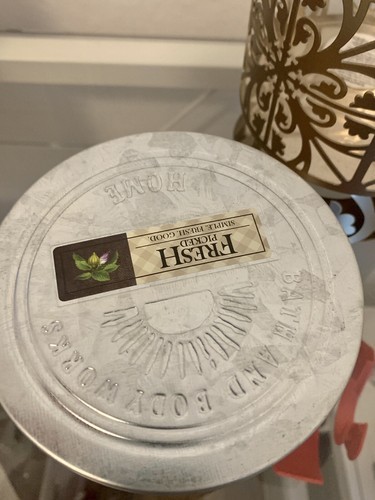 FRESH
PICKED
SIMPLE. FRESH. GOOD.
HOME
BATH AND BODY WORKS